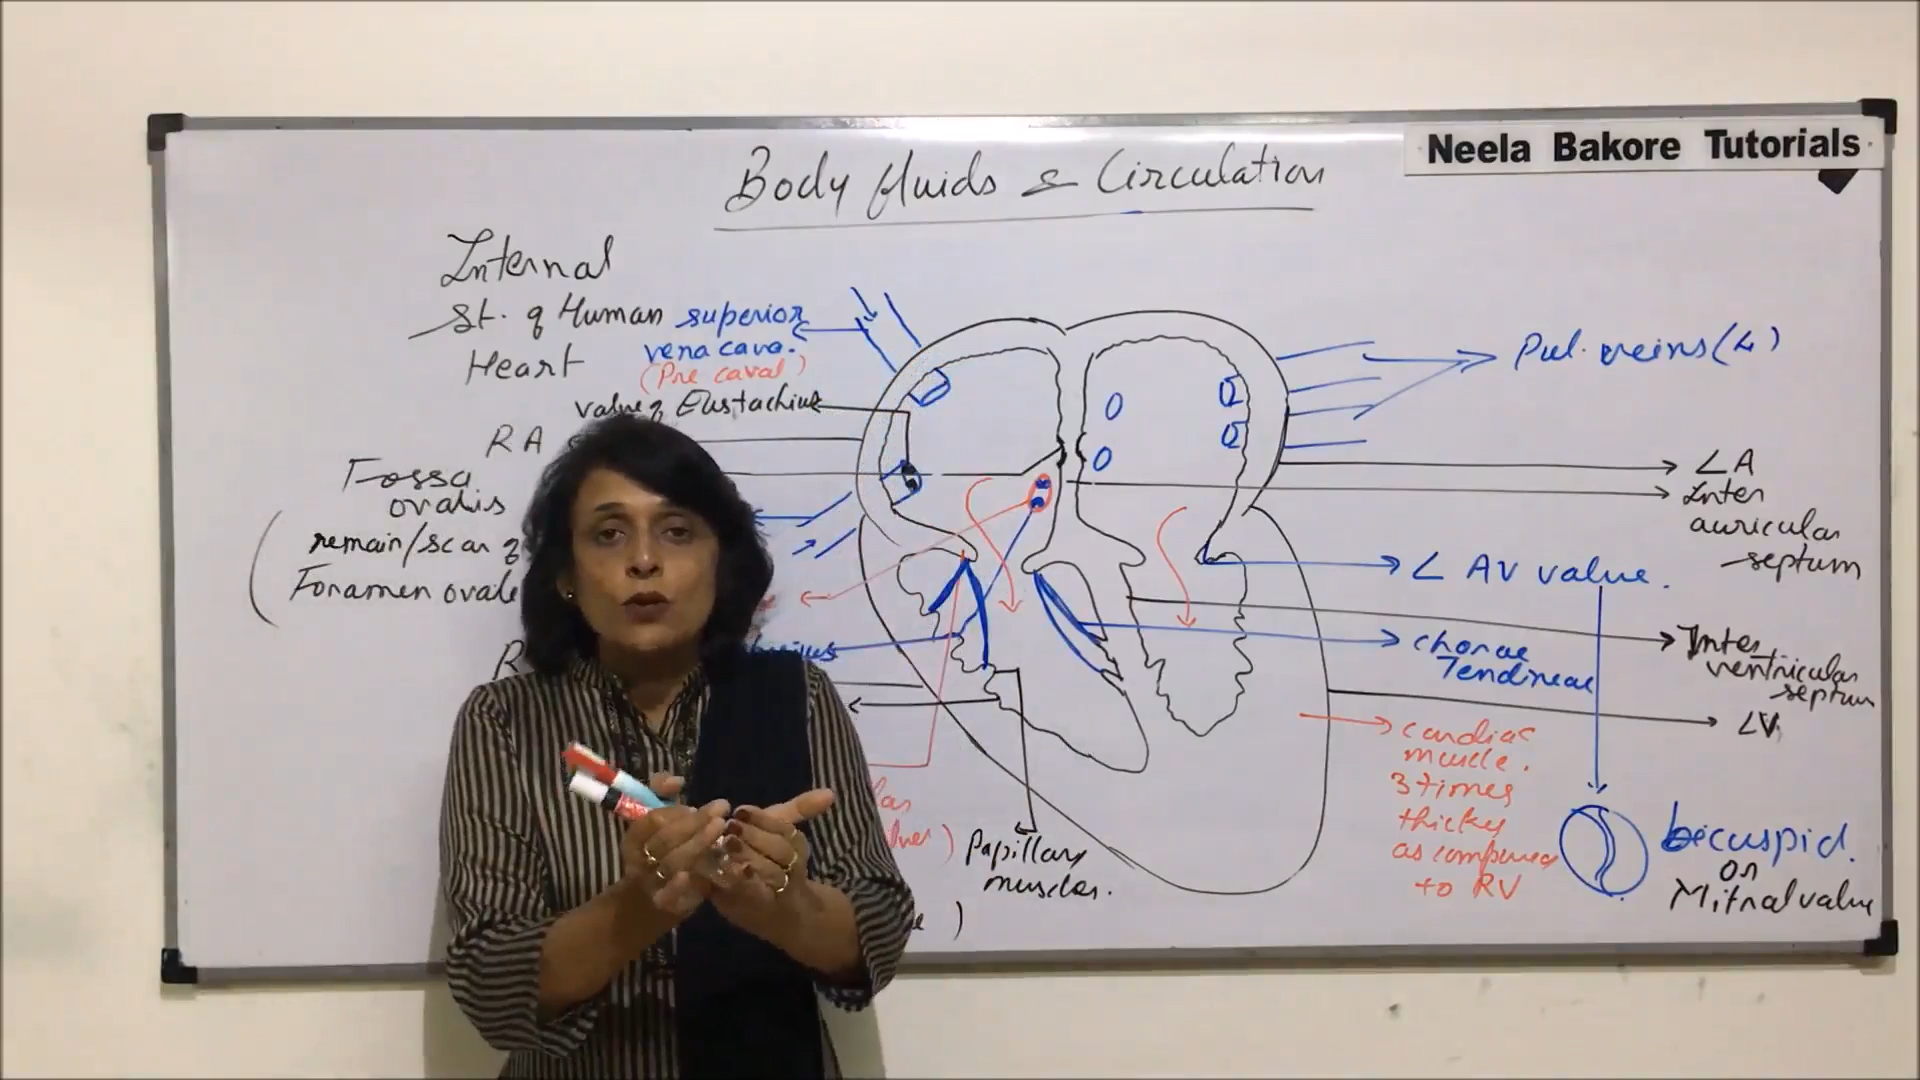 Neela Bakore Tutorials
Body fluids & Circulation
Internal
st. of Human
Heart
superior
vena cava.
(Pre caval)
valve of Eustachius
RA
Fossa
ovalis
remain/scar of
Foramen ovale
R
Papillary
muscles.
)
Pul. veins (4)
LA
Inter
auricular
septum
L AV valve.
chorae
Tendineae
Inter
ventricular
septum
LV
cardiac
muscle.
3 times
thicky
as compared
to RV
bicuspid.
or
Mitral valve